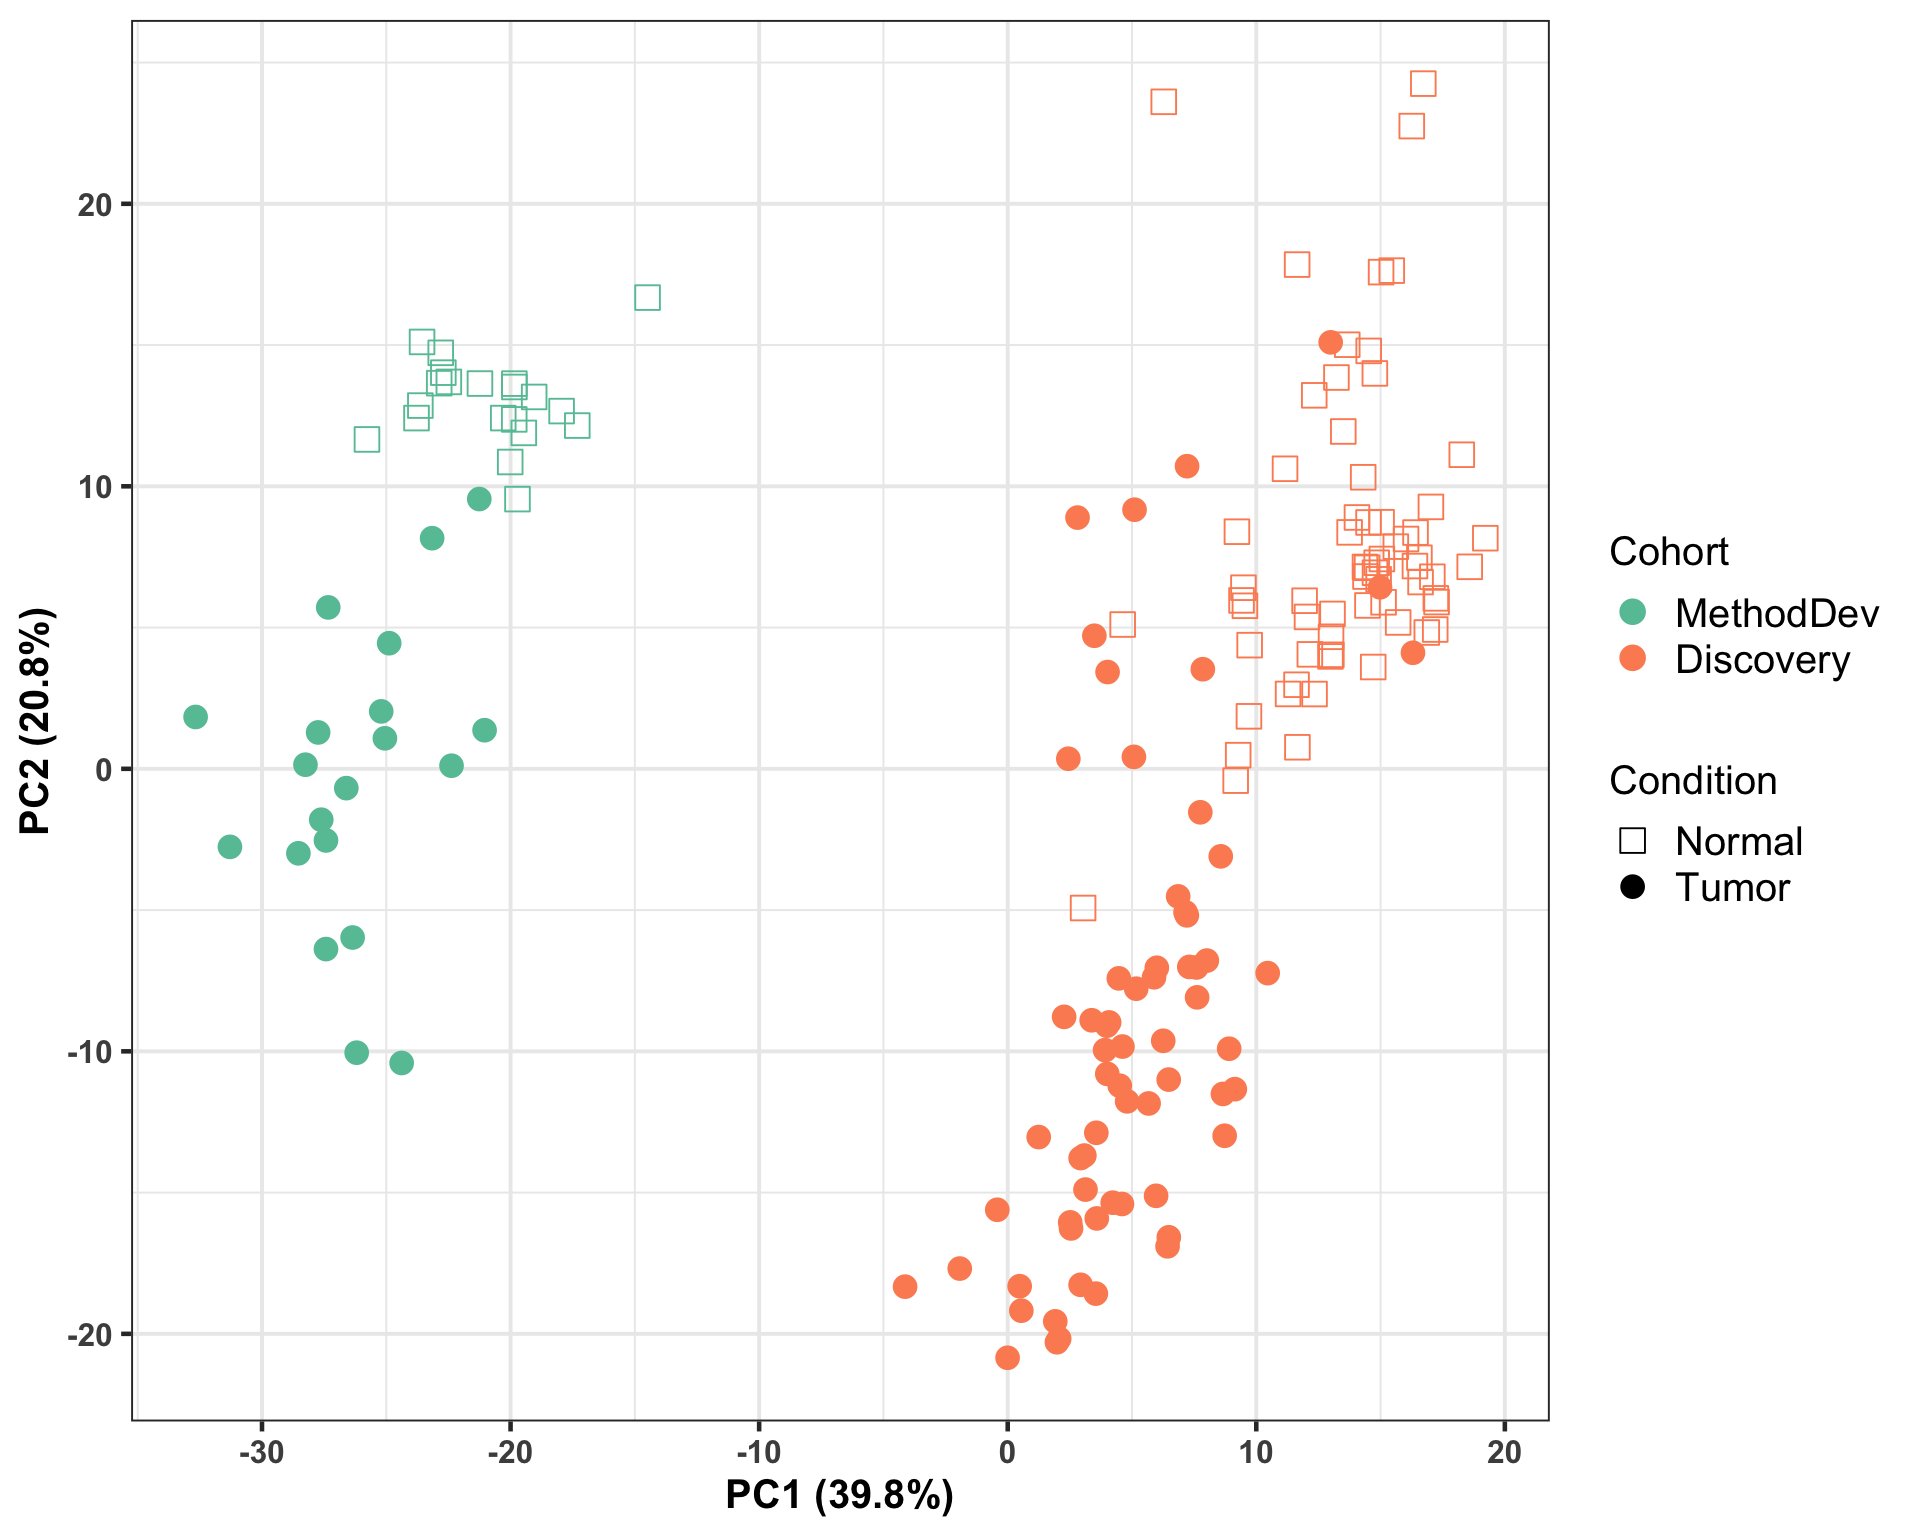 20
10
0
-10
-20
PC2 (20.8%)
-30
-20
-10
0
10
20
PC1 (39.8%)
Cohort
MethodDev
Discovery
Condition
Normal
Tumor